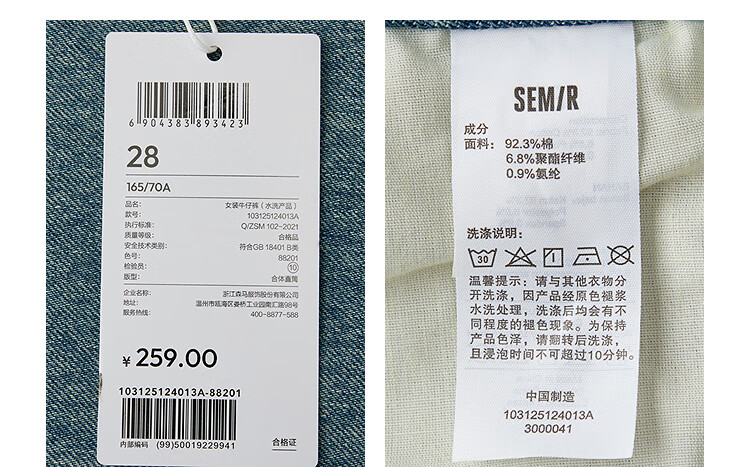 6 904383 893423
28
165/70A
品名: 女装牛仔裤（水洗产品）
款号: 103125124013A
执行标准: Q/ZSM 102-2021
质量等级: 合格品
安全技术类别: 符合GB 18401 B类
色号: 88201
检验员: 10
版型: 合体直筒
企业名称: 浙江森马服饰股份有限公司
地址: 温州市瓯海区娄桥工业园南汇路98号
服务热线: 400-8877-588
¥ 259.00
103125124013A-88201
内部编码 (99)50019229941
合格证
SEM/R
成分
面料: 92.3%棉
6.8%聚酯纤维
0.9%氨纶
洗涤说明:
30
温馨提示: 请与其他衣物分
开洗涤, 因产品经原色褪浆
水洗处理, 洗涤后均会有不
同程度的褪色现象。为保持
产品色泽, 请翻转后洗涤,
且浸泡时间不可超过10分钟。
中国制造
103125124013A
3000041